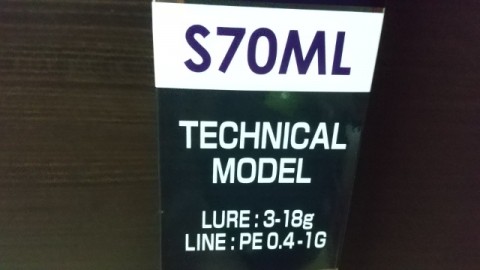 S70ML
TECHNICAL
MODEL
LURE : 3-18g
LINE : PE 0.4-1G